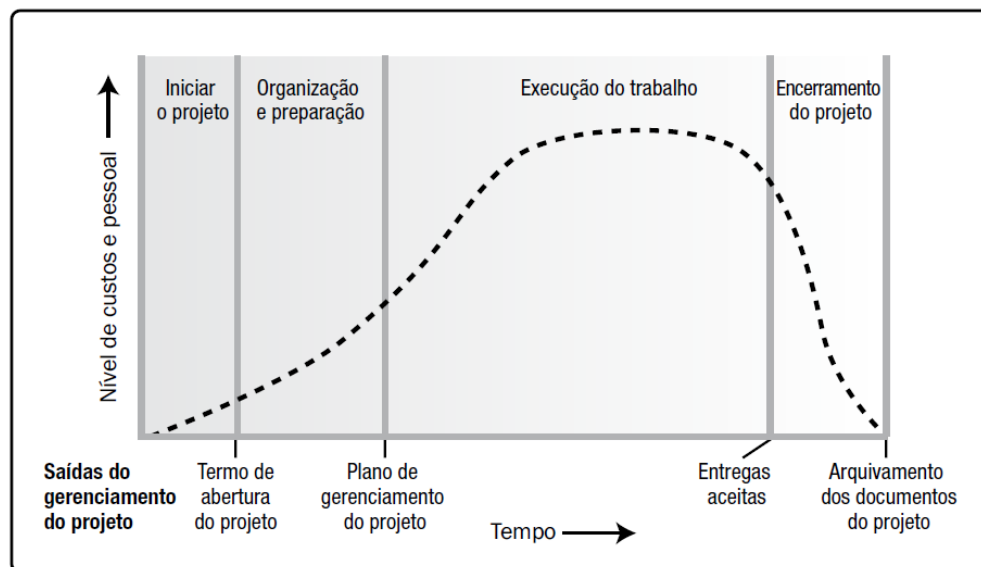 Nível de custos e pessoal
Iniciar
o projeto
Organização
e preparação
Execução do trabalho
Encerramento
do projeto
Saídas do
gerenciamento
do projeto
Termo de
abertura
do projeto
Plano de
gerenciamento
do projeto
Entregas
aceitas
Arquivamento
dos documentos
do projeto
Tempo